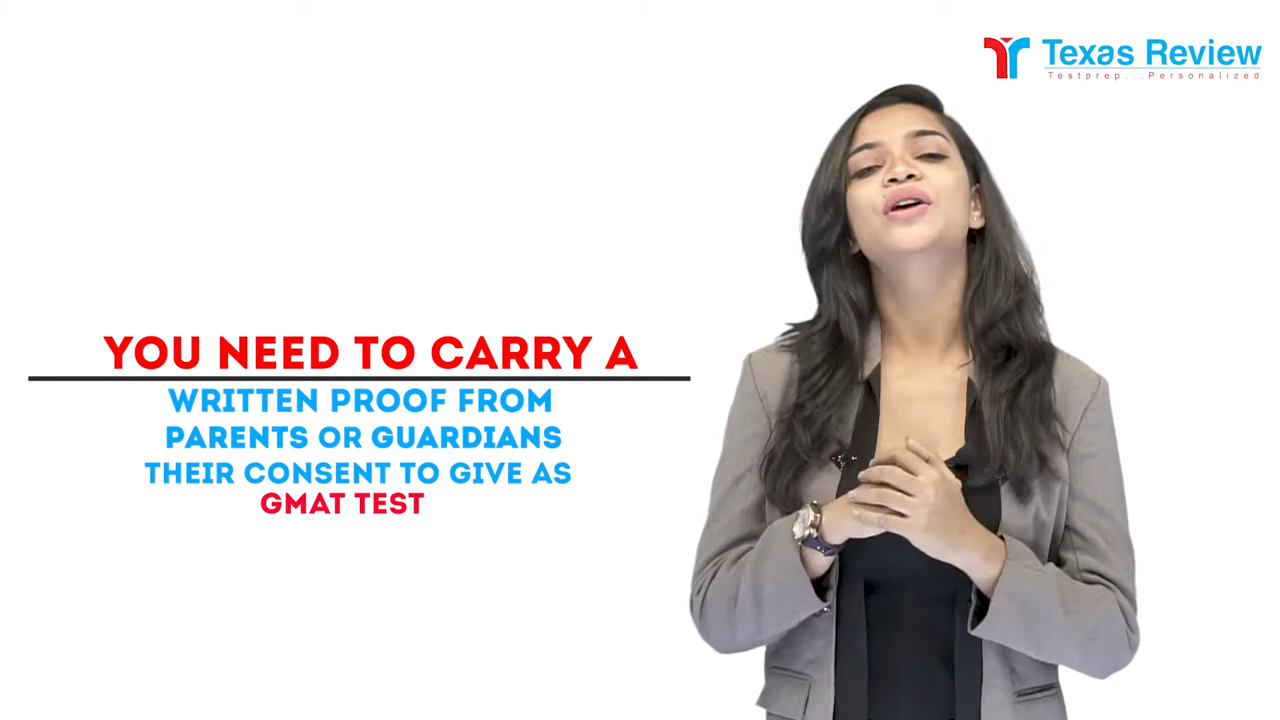 Texas Review
Testprep...Personalized
YOU NEED TO CARRY A
WRITTEN PROOF FROM
PARENTS OR GUARDIANS
THEIR CONSENT TO GIVE AS
GMAT TEST